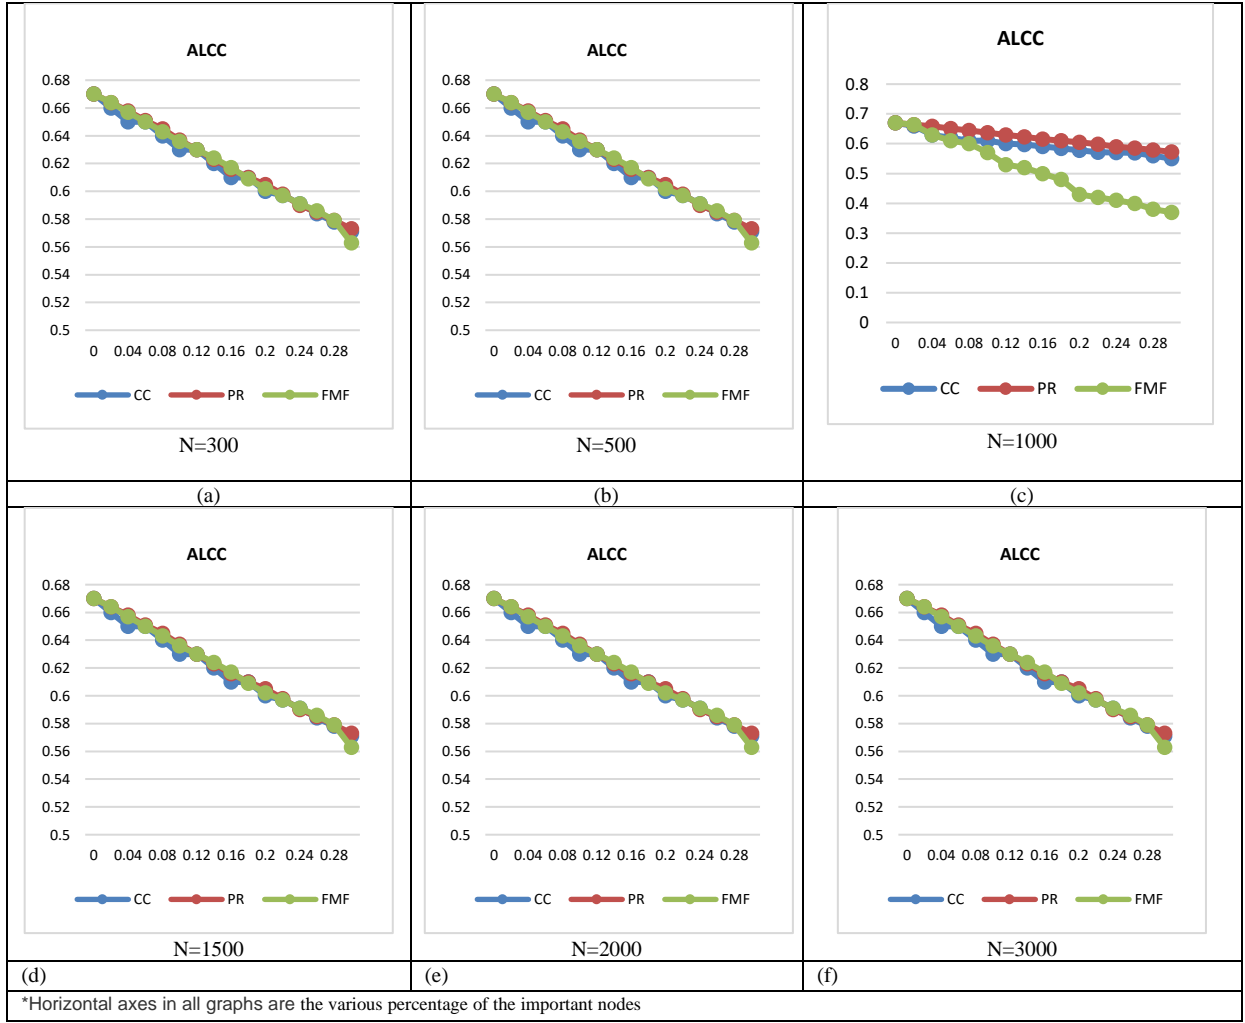 ALCC
0.68
0.66
0.64
0.62
0.6
0.58
0.56
0.54
0.52
0.5
0 0.04 0.08 0.12 0.16 0.2 0.24 0.28
CC PR FMF
N=300
(a)
ALCC
0.68
0.66
0.64
0.62
0.6
0.58
0.56
0.54
0.52
0.5
0 0.04 0.08 0.12 0.16 0.2 0.24 0.28
CC PR FMF
N=500
(b)
ALCC
0.8
0.7
0.6
0.5
0.4
0.3
0.2
0.1
0
0 0.04 0.08 0.12 0.16 0.2 0.24 0.28
CC PR FMF
N=1000
(c)
ALCC
0.68
0.66
0.64
0.62
0.6
0.58
0.56
0.54
0.52
0.5
0 0.04 0.08 0.12 0.16 0.2 0.24 0.28
CC PR FMF
N=1500
(d)
ALCC
0.68
0.66
0.64
0.62
0.6
0.58
0.56
0.54
0.52
0.5
0 0.04 0.08 0.12 0.16 0.2 0.24 0.28
CC PR FMF
N=2000
(e)
ALCC
0.68
0.66
0.64
0.62
0.6
0.58
0.56
0.54
0.52
0.5
0 0.04 0.08 0.12 0.16 0.2 0.24 0.28
CC PR FMF
N=3000
(f)
*Horizontal axes in all graphs are the various percentage of the important nodes